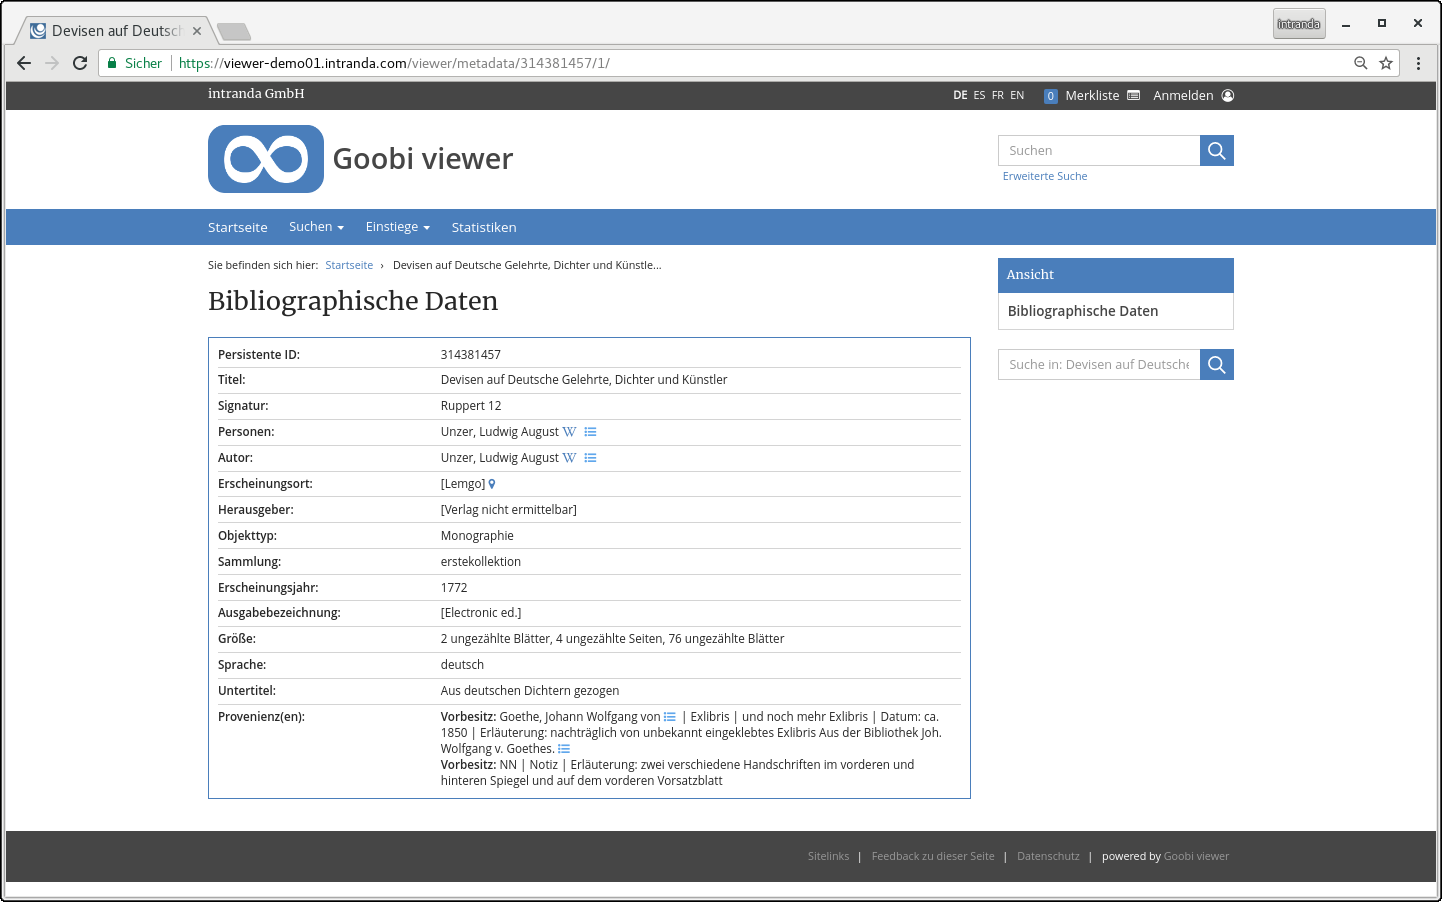 Devisen auf Deutsch
intranda
Sicher https://viewer-demo01.intranda.com/viewer/metadata/314381457/1/
intranda GmbH
DE ES FR EN 0 Merkliste Anmelden
Goobi viewer
Suchen
Erweiterte Suche
Startseite Suchen Einstiege Statistiken
Sie befinden sich hier: Startseite › Devisen auf Deutsche Gelehrte, Dichter und Künstle...
Bibliographische Daten
Persistente ID: 314381457
Titel: Devisen auf Deutsche Gelehrte, Dichter und Künstler
Signatur: Ruppert 12
Personen: Unzer, Ludwig August W
Autor: Unzer, Ludwig August W
Erscheinungsort: [Lemgo]
Herausgeber: [Verlag nicht ermittelbar]
Objekttyp: Monographie
Sammlung: erstekollektion
Erscheinungsjahr: 1772
Ausgabebezeichnung: [Electronic ed.]
Größe: 2 ungezählte Blätter, 4 ungezählte Seiten, 76 ungezählte Blätter
Sprache: deutsch
Untertitel: Aus deutschen Dichtern gezogen
Provenienz(en): Vorbesitz: Goethe, Johann Wolfgang von | Exlibris | und noch mehr Exlibris | Datum: ca.
1850 | Erläuterung: nachträglich von unbekannt eingeklebtes Exlibris Aus der Bibliothek Joh.
Wolfgang v. Goethes.
Vorbesitz: NN | Notiz | Erläuterung: zwei verschiedene Handschriften im vorderen und
hinteren Spiegel und auf dem vorderen Vorsatzblatt
Ansicht
Bibliographische Daten
Suche in: Devisen auf Deutsche
Sitelinks | Feedback zu dieser Seite | Datenschutz | powered by Goobi viewer